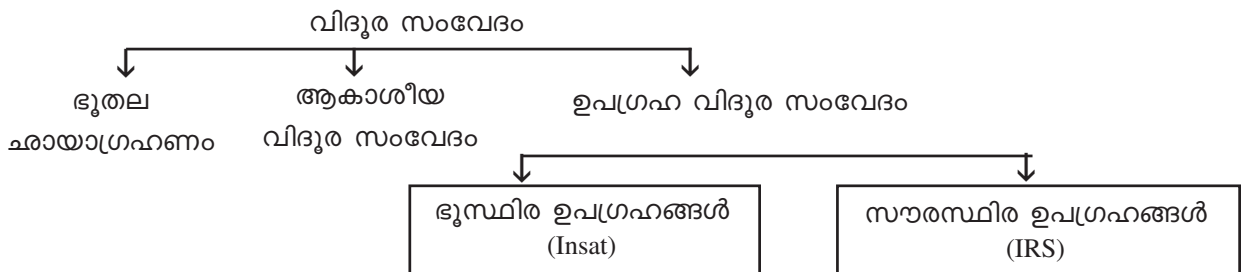 വിദൂര സംവേദം
ഭൂതല
ഛായാഗ്രഹണം
ആകാശീയ
വിദൂര സംവേദം
ഉപഗ്രഹ വിദൂര സംവേദം
ഭൂസ്ഥിര ഉപഗ്രഹങ്ങൾ
(Insat)
സൗരസ്ഥിര ഉപഗ്രഹങ്ങൾ
(IRS)